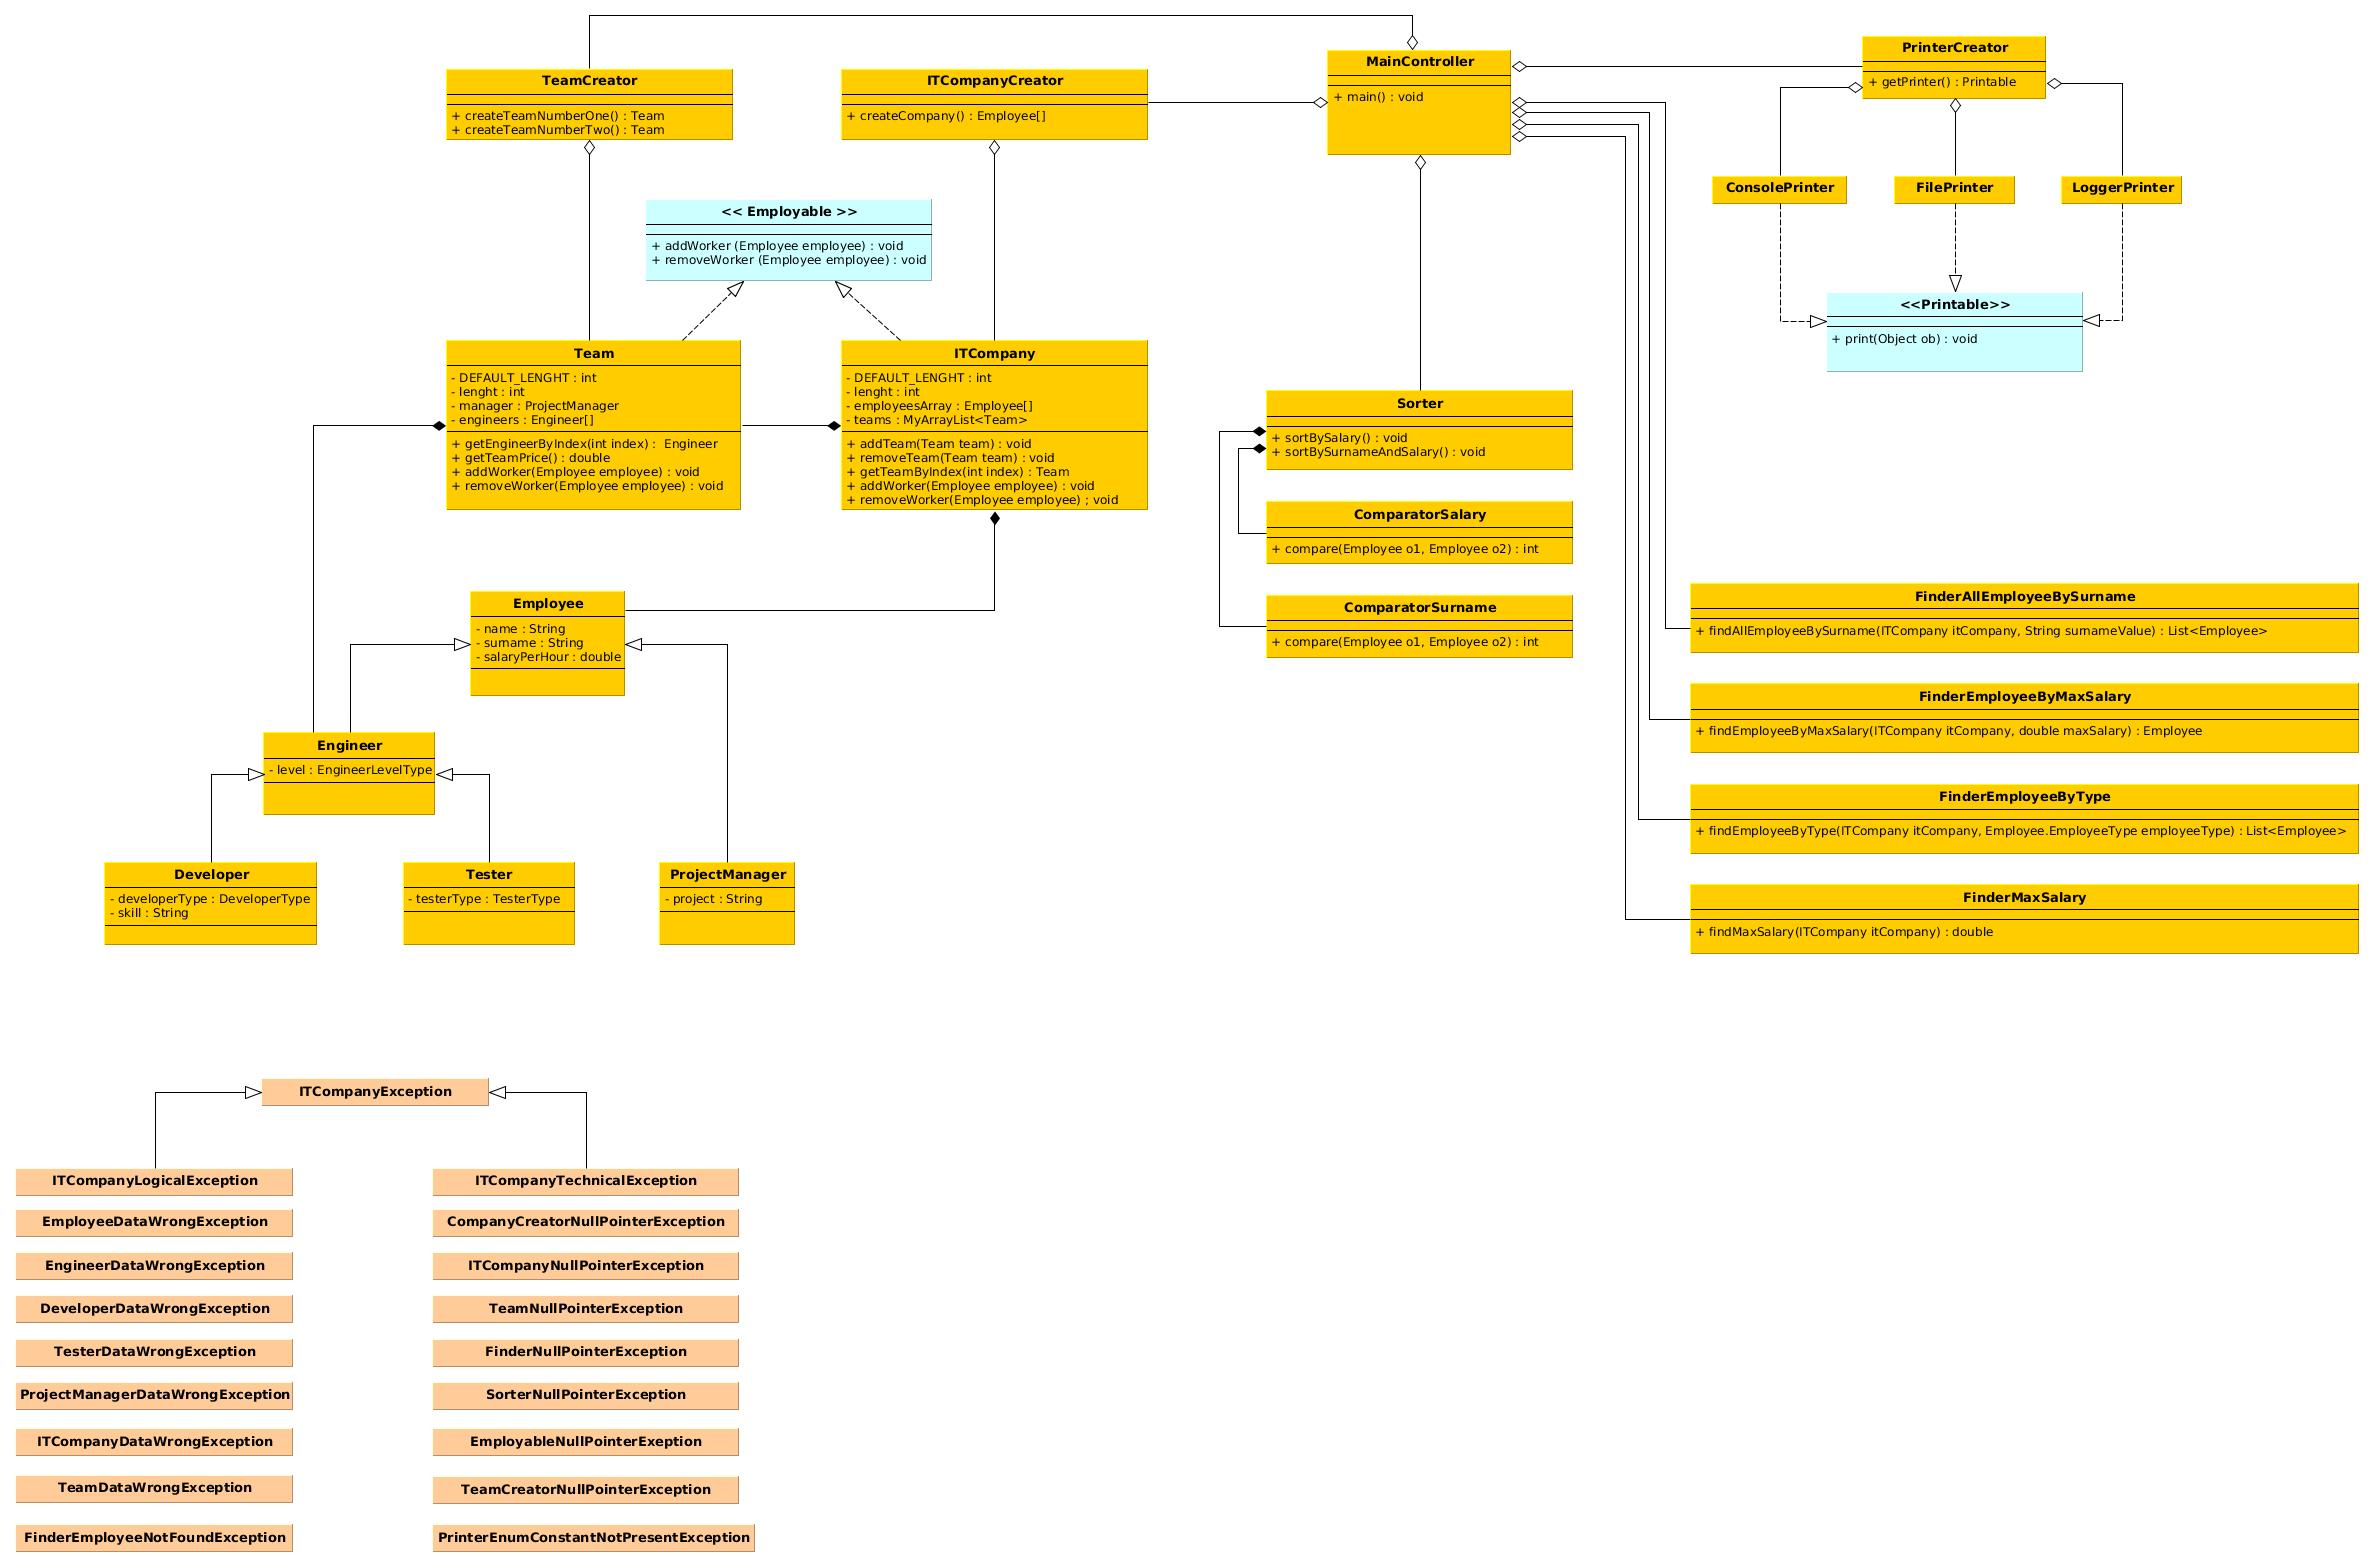 TeamCreator
+ createTeamNumberOne() : Team
+ createTeamNumberTwo() : Team
ITCompanyCreator
+ createCompany() : Employee[]
MainController
+ main() : void
PrinterCreator
+ getPrinter() : Printable
ConsolePrinter
FilePrinter
LoggerPrinter
<< Employable >>
+ addWorker (Employee employee) : void
+ removeWorker (Employee employee) : void
<<Printable>>
+ print(Object ob) : void
Team
- DEFAULT_LENGHT : int
- lenght : int
- manager : ProjectManager
- engineers : Engineer[]
+ getEngineerByIndex(int index) :  Engineer
+ getTeamPrice() : double
+ addWorker(Employee employee) : void
+ removeWorker(Employee employee) : void
ITCompany
- DEFAULT_LENGHT : int
- lenght : int
- employeesArray : Employee[]
- teams : MyArrayList<Team>
+ addTeam(Team team) : void
+ removeTeam(Team team) : void
+ getTeamByIndex(int index) : Team
+ addWorker(Employee employee) : void
+ removeWorker(Employee employee) ; void
Sorter
+ sortBySalary() : void
+ sortBySurnameAndSalary() : void
ComparatorSalary
+ compare(Employee o1, Employee o2) : int
ComparatorSurname
+ compare(Employee o1, Employee o2) : int
FinderAllEmployeeBySurname
+ findAllEmployeeBySurname(ITCompany itCompany, String surnameValue) : List<Employee>
FinderEmployeeByMaxSalary
+ findEmployeeByMaxSalary(ITCompany itCompany, double maxSalary) : Employee
FinderEmployeeByType
+ findEmployeeByType(ITCompany itCompany, Employee.EmployeeType employeeType) : List<Employee>
FinderMaxSalary
+ findMaxSalary(ITCompany itCompany) : double
Employee
- name : String
- surname : String
- salaryPerHour : double
Engineer
- level : EngineerLevelType
Developer
- developerType : DeveloperType
- skill : String
Tester
- testerType : TesterType
ProjectManager
- project : String
ITCompanyException
ITCompanyLogicalException
EmployeeDataWrongException
EngineerDataWrongException
DeveloperDataWrongException
TesterDataWrongException
ProjectManagerDataWrongException
ITCompanyDataWrongException
TeamDataWrongException
FinderEmployeeNotFoundException
ITCompanyTechnicalException
CompanyCreatorNullPointerException
ITCompanyNullPointerException
TeamNullPointerException
FinderNullPointerException
SorterNullPointerException
EmployableNullPointerExeption
TeamCreatorNullPointerException
PrinterEnumConstantNotPresentException